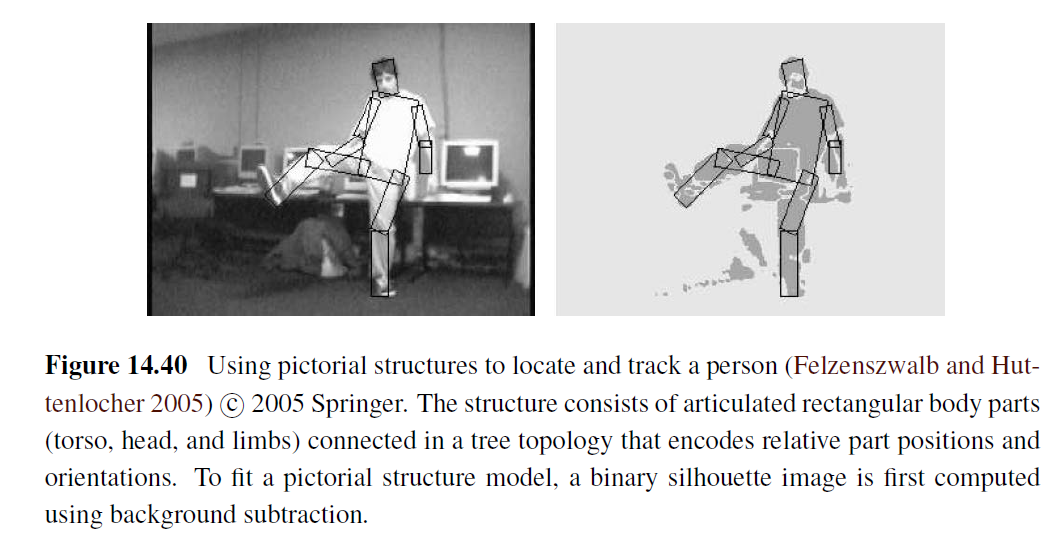 Figure 14.40 Using pictorial structures to locate and track a person (Felzenszwalb and Hut-
tenlocher 2005) © 2005 Springer. The structure consists of articulated rectangular body parts
(torso, head, and limbs) connected in a tree topology that encodes relative part positions and
orientations. To fit a pictorial structure model, a binary silhouette image is first computed
using background subtraction.